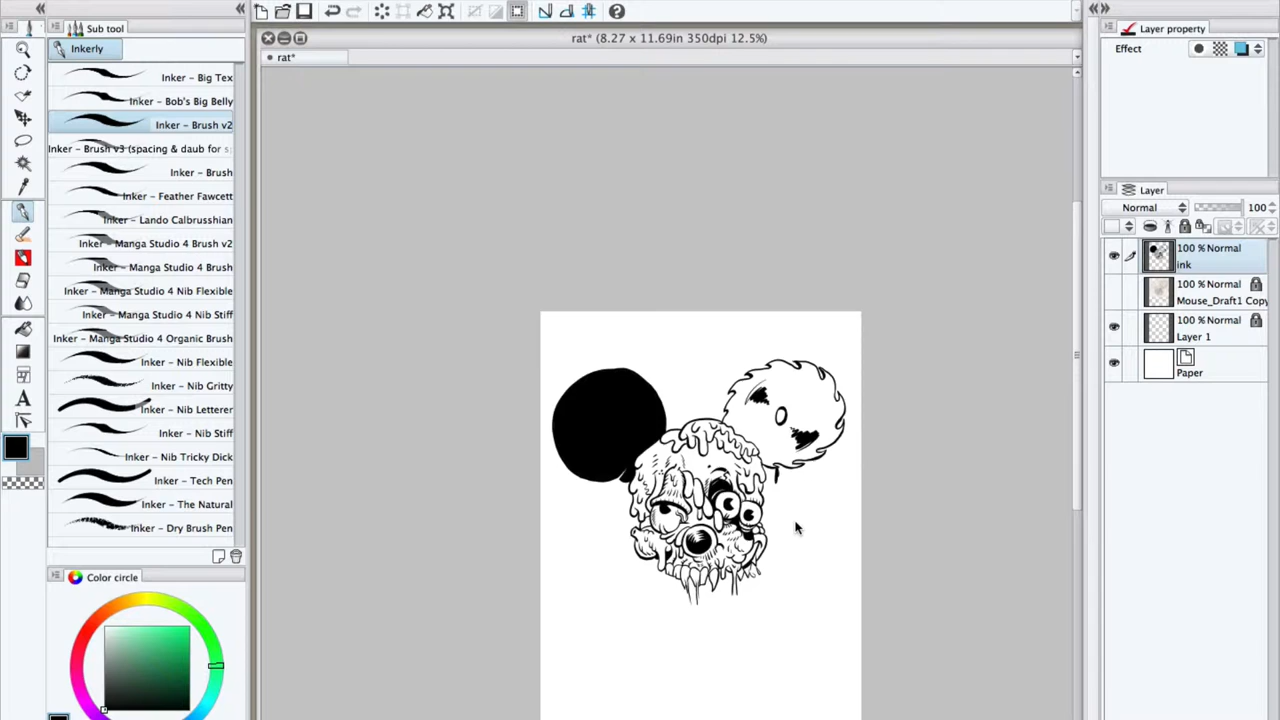 Sub tool
Inkerly
Inker - Big Tex
Inker - Bob's Big Belly
Inker - Brush v2
Inker - Brush v3 (spacing & daub for s
Inker - Brush
Inker - Feather Fawcett
Inker - Lando Calbrusshian
Inker - Manga Studio 4 Brush v2
Inker - Manga Studio 4 Brush
Inker - Manga Studio 4 Nib Flexible
Inker - Manga Studio 4 Nib Stiff
Inker - Manga Studio 4 Organic Brush
Inker - Nib Flexible
Inker - Nib Gritty
Inker - Nib Letterer
Inker - Nib Stiff
Inker - Nib Tricky Dick
Inker - Tech Pen
Inker - The Natural
Inker - Dry Brush Pen
Color circle
rat* (8.27 x 11.69in 350dpi 12.5%)
rat*
Layer property
Effect
Layer
Normal 100
100 % Normal
ink
100 % Normal
Mouse_Draft1 Copy
100 % Normal
Layer 1
Paper